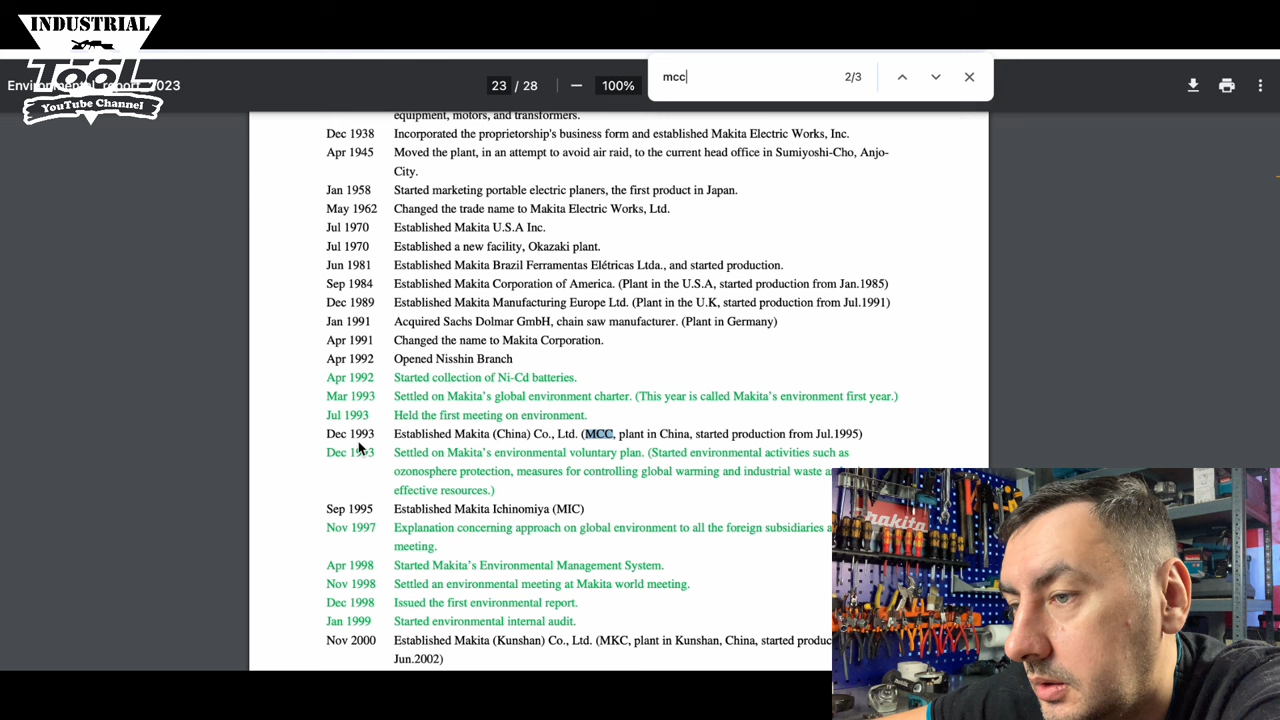 INDUSTRIAL
TOOL
YouTube Channel
Environmental_report_2023
23 / 28
100%
mcc
2/3
equipment, motors, and transformers.
Dec 1938 Incorporated the proprietorship's business form and established Makita Electric Works, Inc.
Apr 1945 Moved the plant, in an attempt to avoid air raid, to the current head office in Sumiyoshi-Cho, Anjo-
City.
Jan 1958 Started marketing portable electric planers, the first product in Japan.
May 1962 Changed the trade name to Makita Electric Works, Ltd.
Jul 1970 Established Makita U.S.A Inc.
Jul 1970 Established a new facility, Okazaki plant.
Jun 1981 Established Makita Brazil Ferramentas Elétricas Ltda., and started production.
Sep 1984 Established Makita Corporation of America. (Plant in the U.S.A, started production from Jan.1985)
Dec 1989 Established Makita Manufacturing Europe Ltd. (Plant in the U.K, started production from Jul.1991)
Jan 1991 Acquired Sachs Dolmar GmbH, chain saw manufacturer. (Plant in Germany)
Apr 1991 Changed the name to Makita Corporation.
Apr 1992 Opened Nisshin Branch
Apr 1992 Started collection of Ni-Cd batteries.
Mar 1993 Settled on Makita's global environment charter. (This year is called Makita's environment first year.)
Jul 1993 Held the first meeting on environment.
Dec 1993 Established Makita (China) Co., Ltd. (MCC, plant in China, started production from Jul.1995)
Dec 1993 Settled on Makita's environmental voluntary plan. (Started environmental activities such as
ozonosphere protection, measures for controlling global warming and industrial waste
effective resources.)
Sep 1995 Established Makita Ichinomiya (MIC)
Nov 1997 Explanation concerning approach on global environment to all the foreign subsidiaries
meeting.
Apr 1998 Started Makita's Environmental Management System.
Nov 1998 Settled an environmental meeting at Makita world meeting.
Dec 1998 Issued the first environmental report.
Jan 1999 Started environmental internal audit.
Nov 2000 Established Makita (Kunshan) Co., Ltd. (MKC, plant in Kunshan, China, started
Jun.2002)
makita